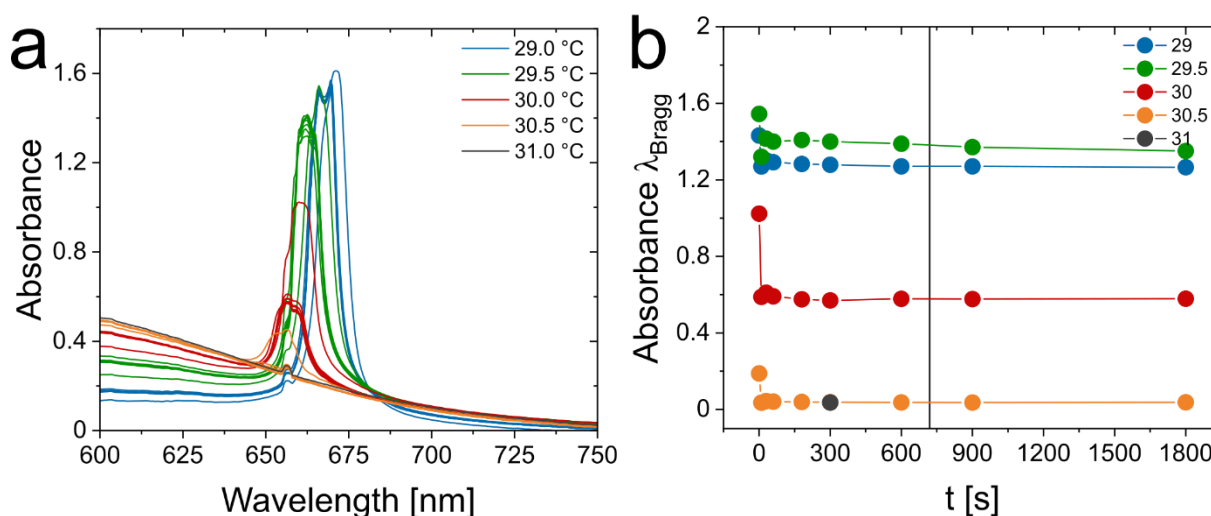 a
29.0 °C
29.5 °C
30.0 °C
30.5 °C
31.0 °C
1.6
1.2
0.8
0.4
0
Absorbance
600 625 650 675 700 725 750
Wavelength [nm]
b
29
29.5
30
30.5
31
2
1.6
1.2
0.8
0.4
0
Absorbance λBragg
0 300 600 900 1200 1500 1800
t [s]